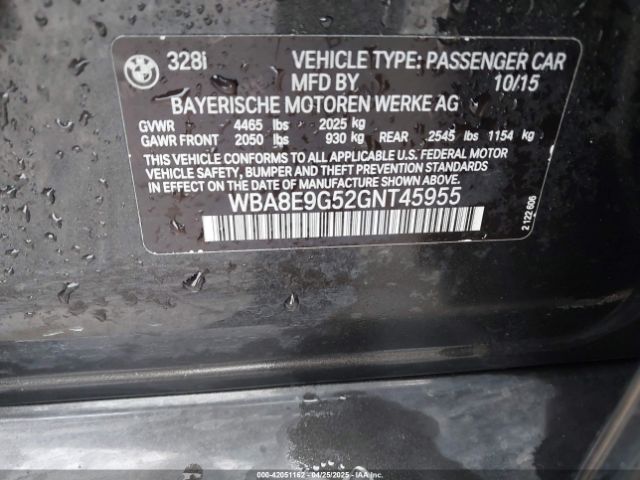 328i VEHICLE TYPE: PASSENGER CAR
MFD BY 10/15
BAYERISCHE MOTOREN WERKE AG
GVWR 4465 lbs 2025 kg
GAWR FRONT 2050 lbs 930 kg REAR 2545 lbs 1154 kg
THIS VEHICLE CONFORMS TO ALL APPLICABLE U.S. FEDERAL MOTOR
VEHICLE SAFETY, BUMPER AND THEFT PREVENTION STANDARDS
IN EFFECT ON THE DATE OF MANUFACTURE SHOWN ABOVE.
WBA8E9G52GNT45955
2 122 606
000-42051162 - 04/25/2025